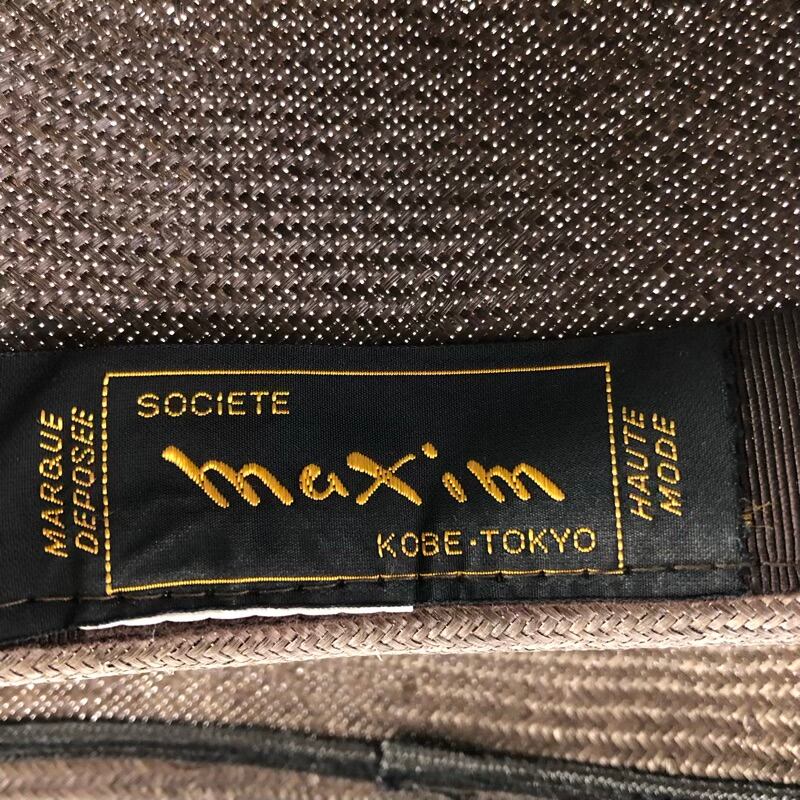 MARQUE
DEPOSEE
SOCIETE
maxim
KOBE·TOKYO
HAUTE
MODE